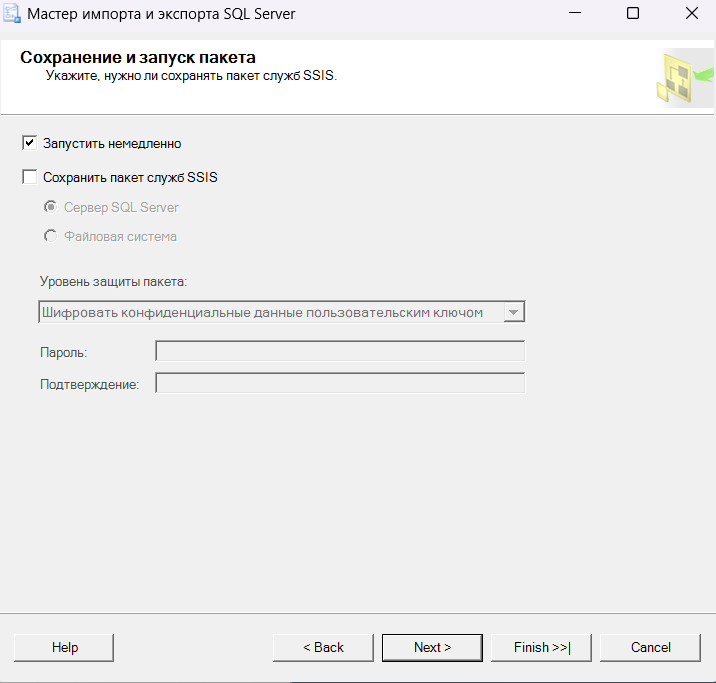 Мастер импорта и экспорта SQL Server
Сохранение и запуск пакета
Укажите, нужно ли сохранять пакет служб SSIS.
Запустить немедленно
Сохранить пакет служб SSIS
Сервер SQL Server
Файловая система
Уровень защиты пакета:
Шифровать конфиденциальные данные пользовательским ключом
Пароль:
Подтверждение:
Help
< Back
Next >
Finish >>|
Cancel